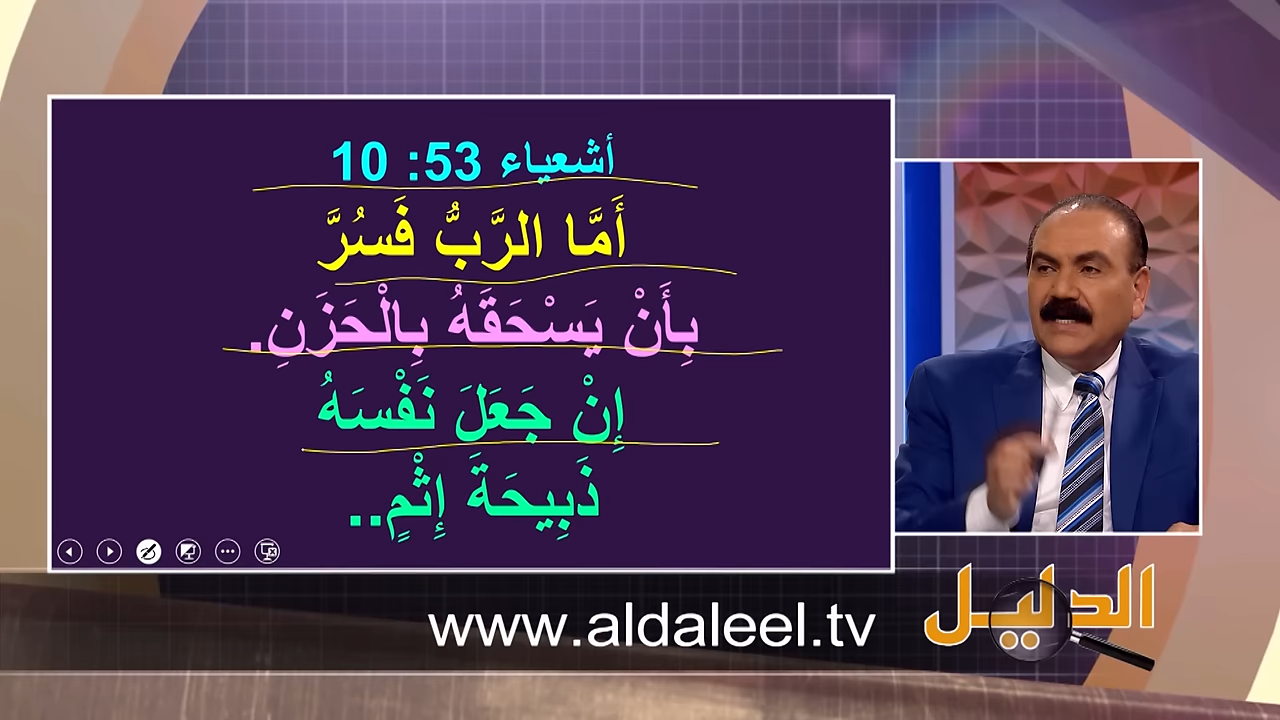 أشعياء 53: 10
أَمَّا الرَّبُّ فَسُرَّ
بِأَنْ يَسْحَقَهُ بِالْحَزَنِ.
إِنْ جَعَلَ نَفْسَهُ
ذَبِيحَةَ إِثْمٍ..
www.aldaleel.tv
الدليل